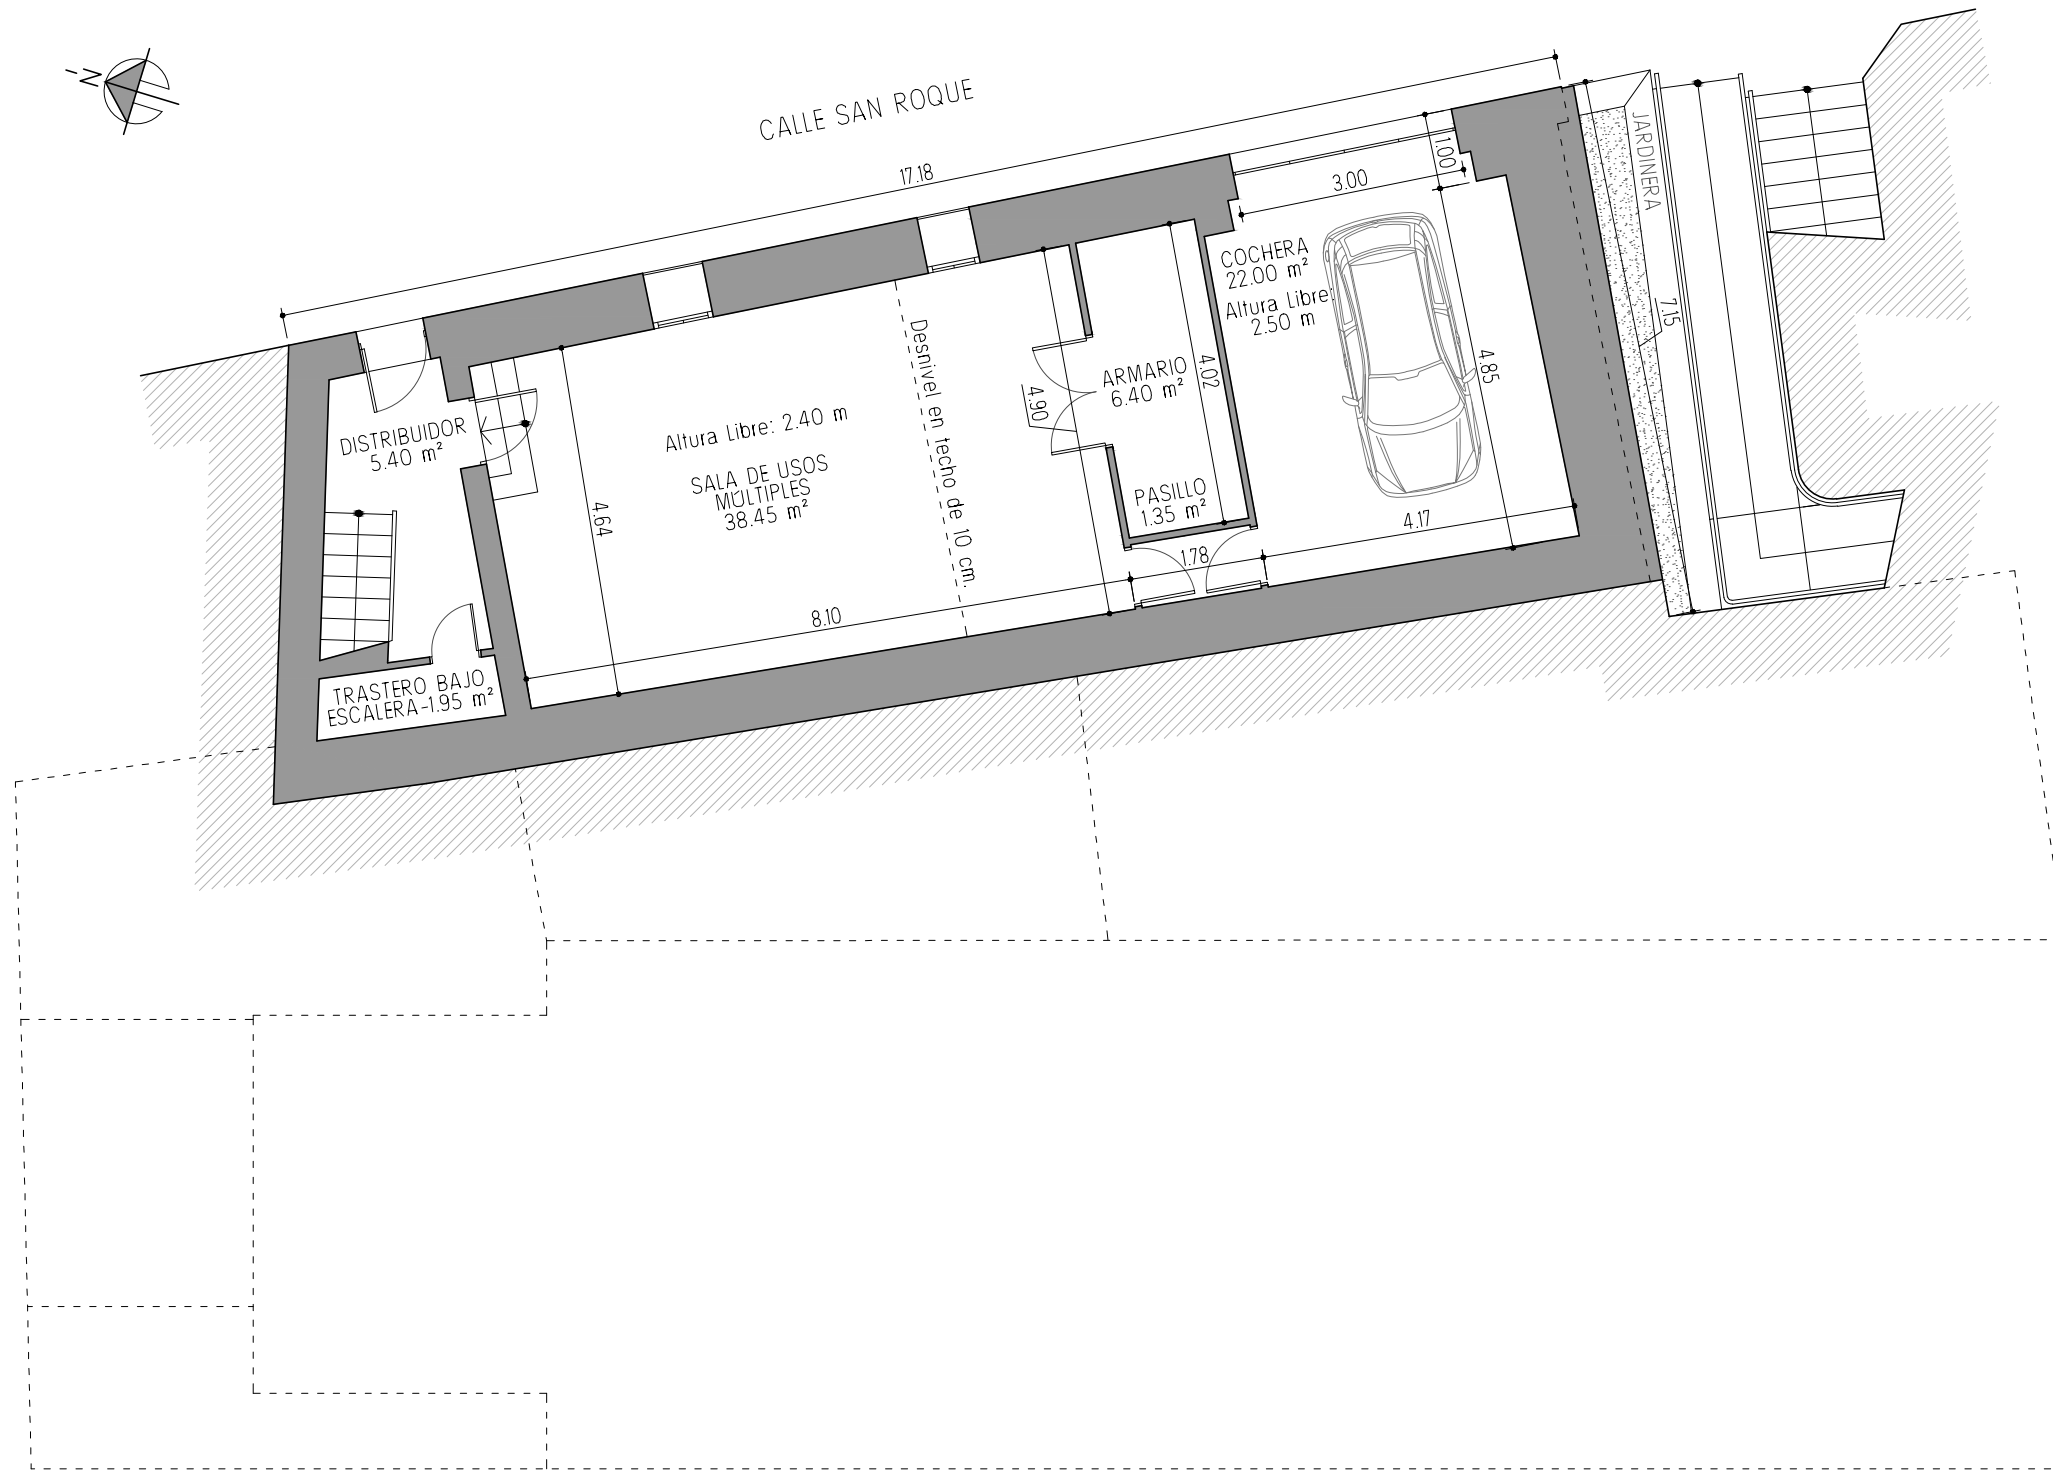 N
CALLE SAN ROQUE
17.18
JARDINERA
1.00
3.00
COCHERA
22.00 m²
Altura Libre:
2.50 m
7.15
4.85
4.02
ARMARIO
6.40 m²
4.90
Desnivel en techo de 10 cm.
Altura Libre: 2.40 m
SALA DE USOS
MÚLTIPLES
38.45 m²
4.64
DISTRIBUIDOR
5.40 m²
PASILLO
1.35 m²
4.17
1.78
8.10
TRASTERO BAJO
ESCALERA-1.95 m²